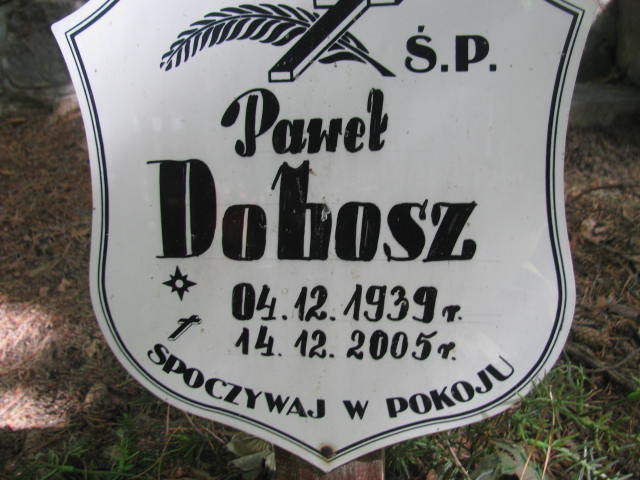 Ś.P.
Paweł
Dobosz
04.12.1939 r.
14.12.2005 r.
SPOCZYWAJ W POKOJU